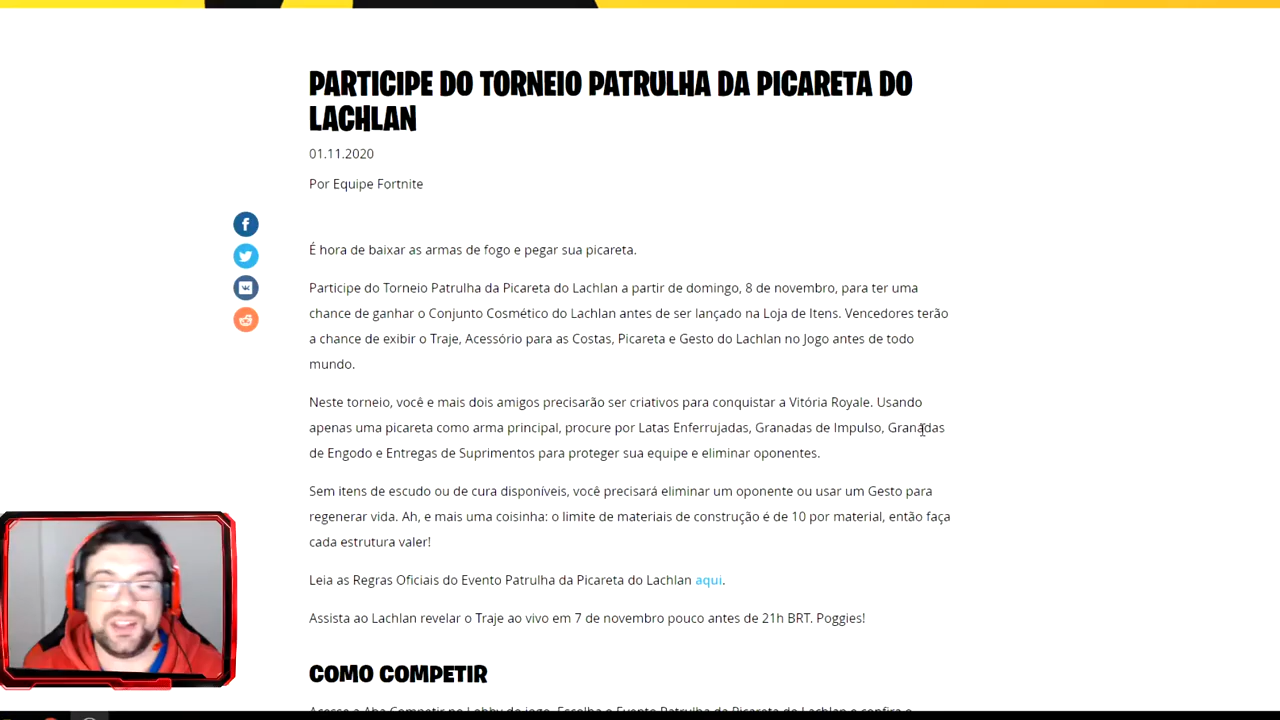 PARTICIPE DO TORNEIO PATRULHA DA PICARETA DO
LACHLAN
01.11.2020
Por Equipe Fortnite
É hora de baixar as armas de fogo e pegar sua picareta.
Participe do Torneio Patrulha da Picareta do Lachlan a partir de domingo, 8 de novembro, para ter uma
chance de ganhar o Conjunto Cosmético do Lachlan antes de ser lançado na Loja de Itens. Vencedores terão
a chance de exibir o Traje, Acessório para as Costas, Picareta e Gesto do Lachlan no Jogo antes de todo
mundo.
Neste torneio, você e mais dois amigos precisarão ser criativos para conquistar a Vitória Royale. Usando
apenas uma picareta como arma principal, procure por Latas Enferrujadas, Granadas de Impulso, Granadas
de Engodo e Entregas de Suprimentos para proteger sua equipe e eliminar oponentes.
Sem itens de escudo ou de cura disponíveis, você precisará eliminar um oponente ou usar um Gesto para
regenerar vida. Ah, e mais uma coisinha: o limite de materiais de construção é de 10 por material, então faça
cada estrutura valer!
Leia as Regras Oficiais do Evento Patrulha da Picareta do Lachlan aqui.
Assista ao Lachlan revelar o Traje ao vivo em 7 de novembro pouco antes de 21h BRT. Poggies!
COMO COMPETIR